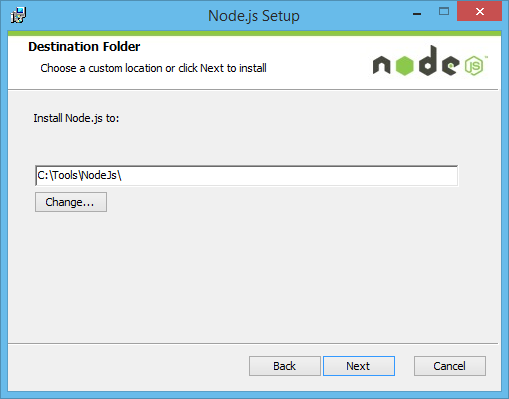 Node.js Setup
Destination Folder
Choose a custom location or click Next to install
node
JS
Install Node.js to:
C:\Tools\NodeJs\
Change...
Back
Next
Cancel